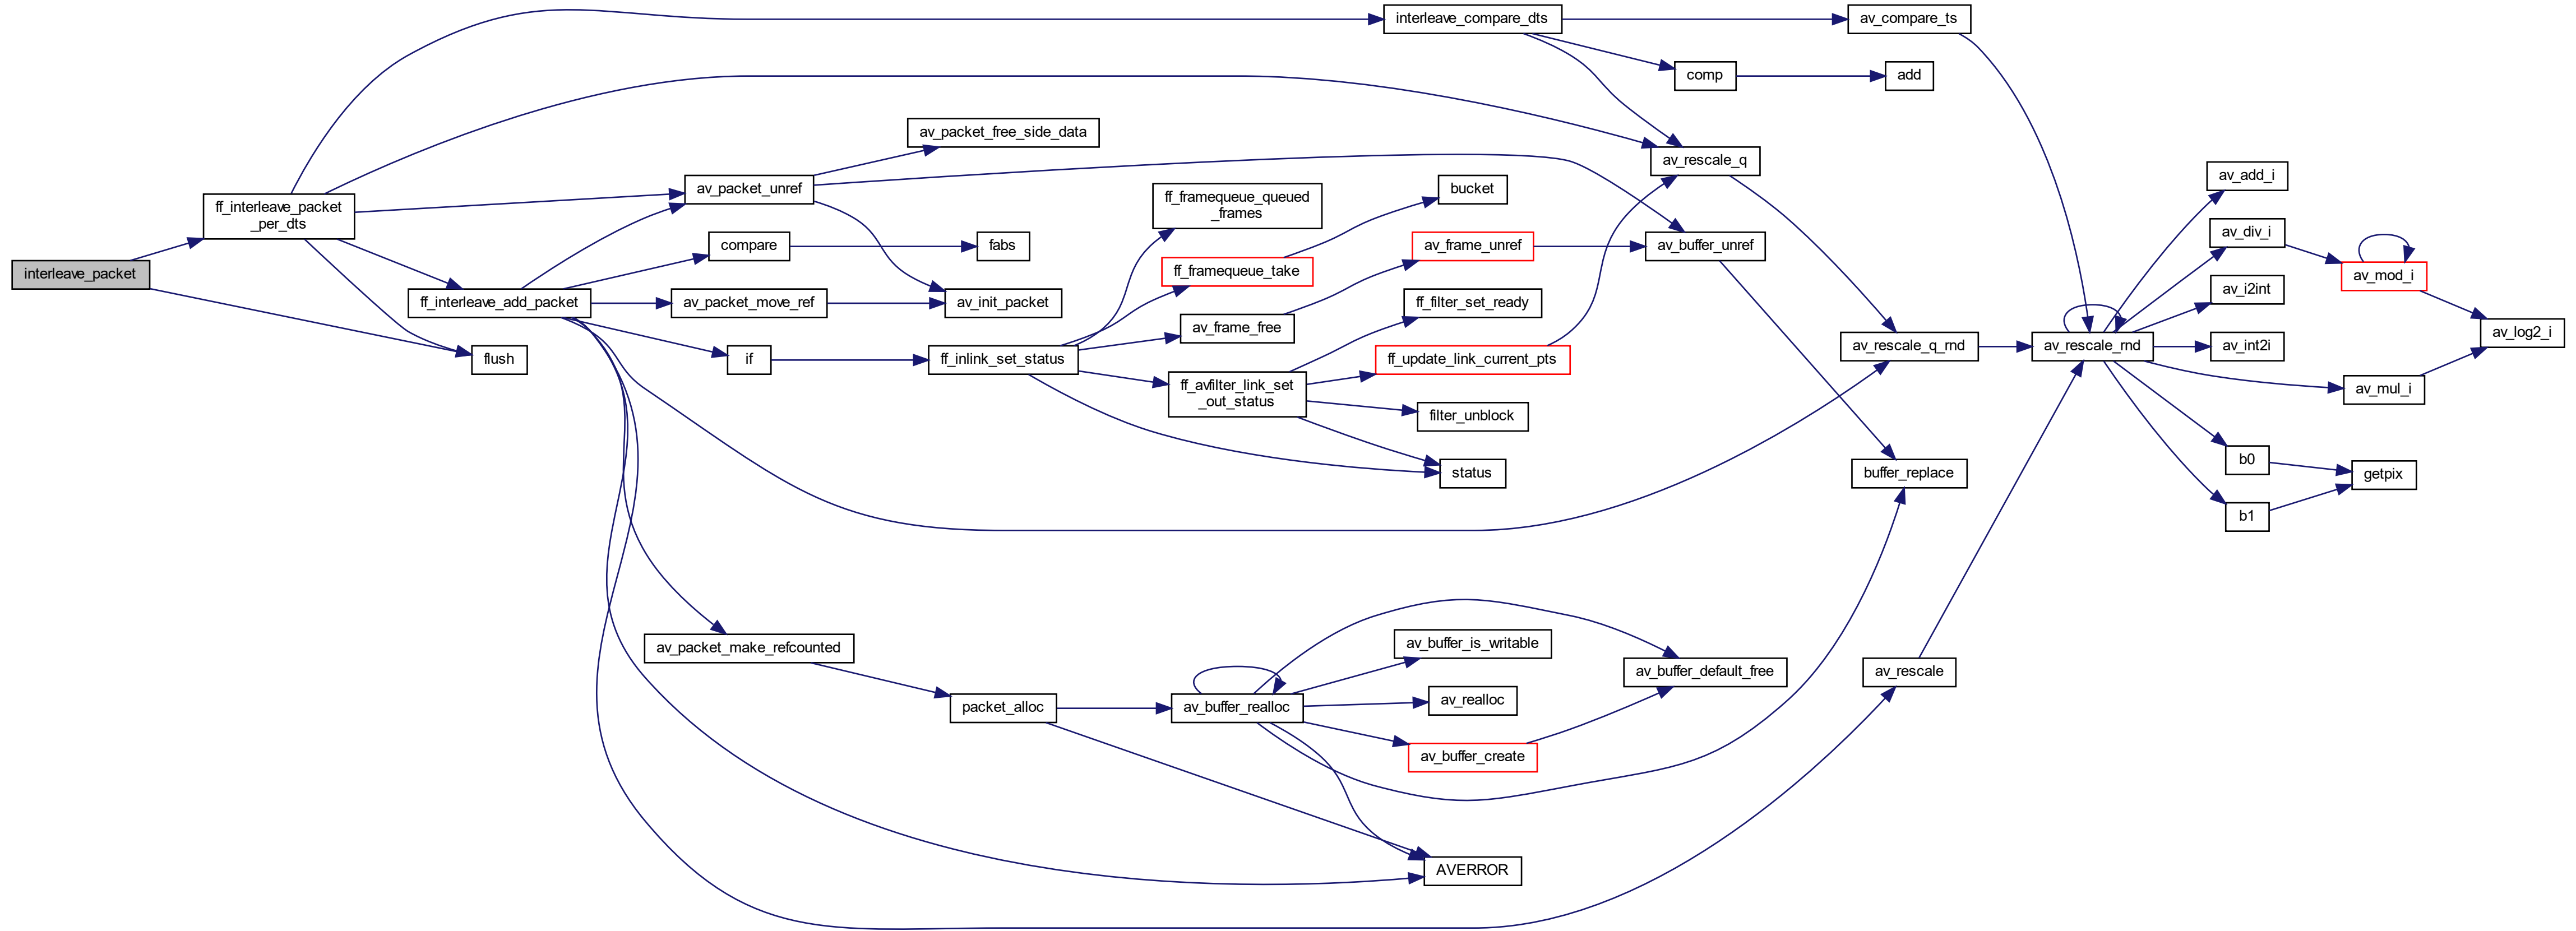 interleave_compare_dts
av_compare_ts
comp
add
av_packet_free_side_data
av_rescale_q
av_add_i
ff_interleave_packet
_per_dts
av_packet_unref
ff_framequeue_queued
_frames
bucket
av_div_i
interleave_packet
compare
fabs
ff_framequeue_take
av_frame_unref
av_buffer_unref
av_mod_i
ff_interleave_add_packet
av_packet_move_ref
av_init_packet
av_frame_free
ff_filter_set_ready
av_i2int
av_log2_i
flush
if
ff_inlink_set_status
ff_update_link_current_pts
av_rescale_q_rnd
av_rescale_rnd
av_int2i
ff_avfilter_link_set
_out_status
filter_unblock
av_mul_i
status
buffer_replace
b0
getpix
b1
av_packet_make_refcounted
av_buffer_is_writable
av_buffer_default_free
av_rescale
packet_alloc
av_buffer_realloc
av_realloc
av_buffer_create
AVERROR